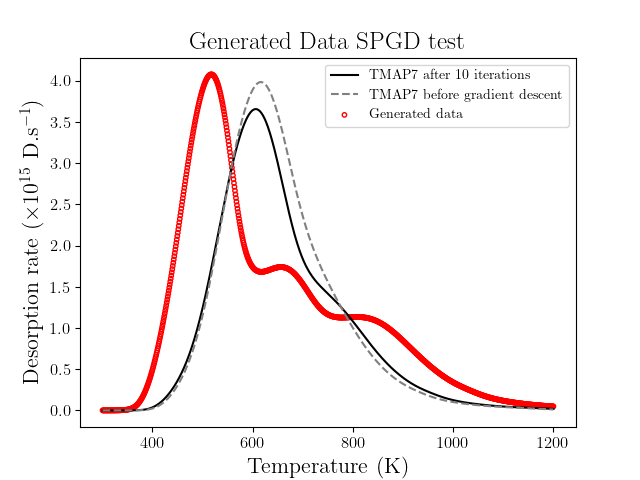 Generated Data SPGD test
TMAP7 after 10 iterations
TMAP7 before gradient descent
Generated data
Desorption rate (×10¹⁵ D.s⁻¹)
4.0
3.5
3.0
2.5
2.0
1.5
1.0
0.5
0.0
400 600 800 1000 1200
Temperature (K)